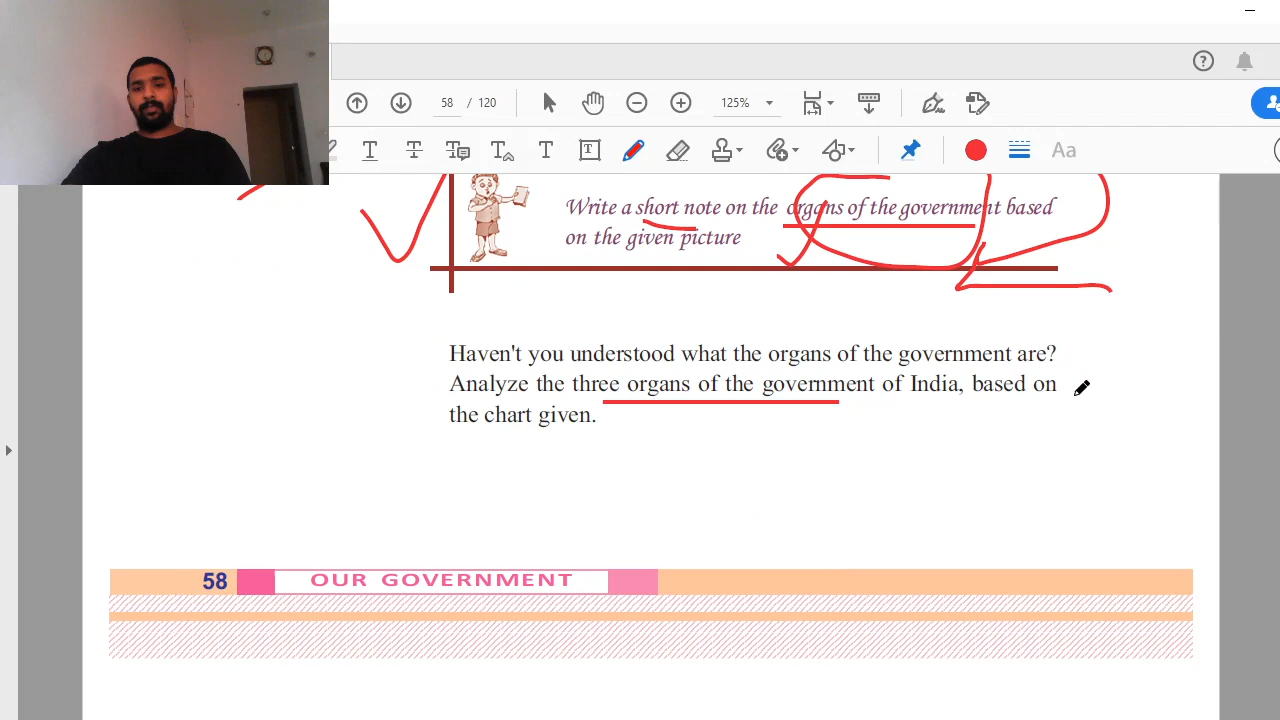 58 / 120
125%
T T T T T T Aa
Write a short note on the organs of the government based
on the given picture
Haven't you understood what the organs of the government are?
Analyze the three organs of the government of India, based on
the chart given.
58 OUR GOVERNMENT